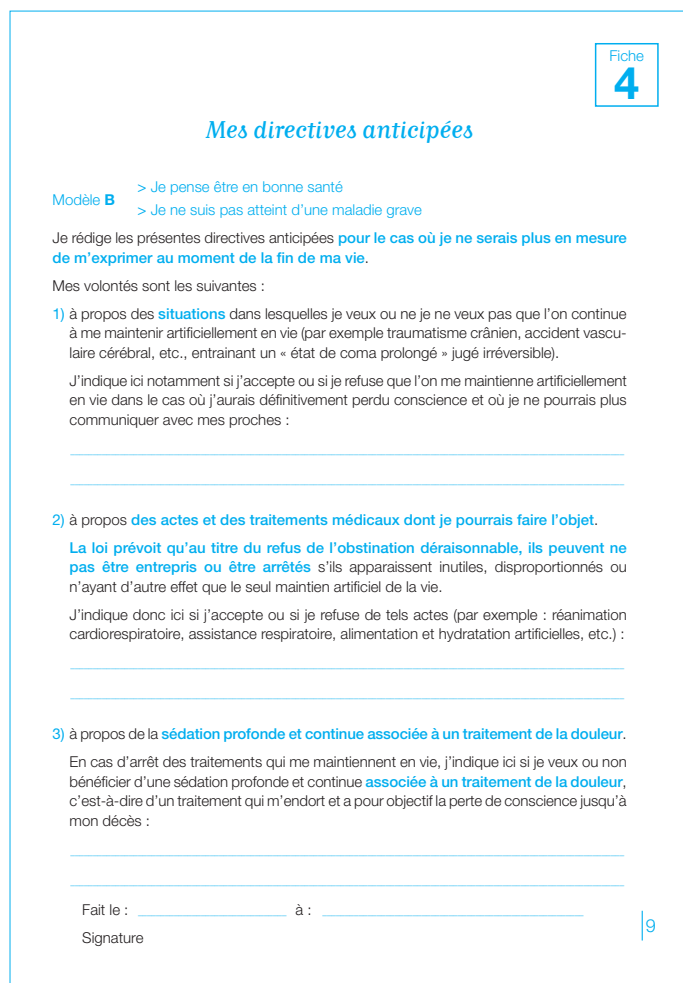 Fiche
4
Mes directives anticipées
Modèle B
> Je pense être en bonne santé
> Je ne suis pas atteint d'une maladie grave
Je rédige les présentes directives anticipées pour le cas où je ne serais plus en mesure
de m'exprimer au moment de la fin de ma vie.
Mes volontés sont les suivantes :
1) à propos des situations dans lesquelles je veux ou ne je ne veux pas que l'on continue
à me maintenir artificiellement en vie (par exemple traumatisme crânien, accident vascu-
laire cérébral, etc., entrainant un « état de coma prolongé » jugé irréversible).
J'indique ici notamment si j'accepte ou si je refuse que l'on me maintienne artificiellement
en vie dans le cas où j'aurais définitivement perdu conscience et où je ne pourrais plus
communiquer avec mes proches :
2) à propos des actes et des traitements médicaux dont je pourrais faire l'objet.
La loi prévoit qu'au titre du refus de l'obstination déraisonnable, ils peuvent ne
pas être entrepris ou être arrêtés s'ils apparaissent inutiles, disproportionnés ou
n'ayant d'autre effet que le seul maintien artificiel de la vie.
J'indique donc ici si j'accepte ou si je refuse de tels actes (par exemple : réanimation
cardiorespiratoire, assistance respiratoire, alimentation et hydratation artificielles, etc.) :
3) à propos de la sédation profonde et continue associée à un traitement de la douleur.
En cas d'arrêt des traitements qui me maintiennent en vie, j'indique ici si je veux ou non
bénéficier d'une sédation profonde et continue associée à un traitement de la douleur,
c'est-à-dire d'un traitement qui m'endort et a pour objectif la perte de conscience jusqu'à
mon décès :
Fait le : à :
Signature
9